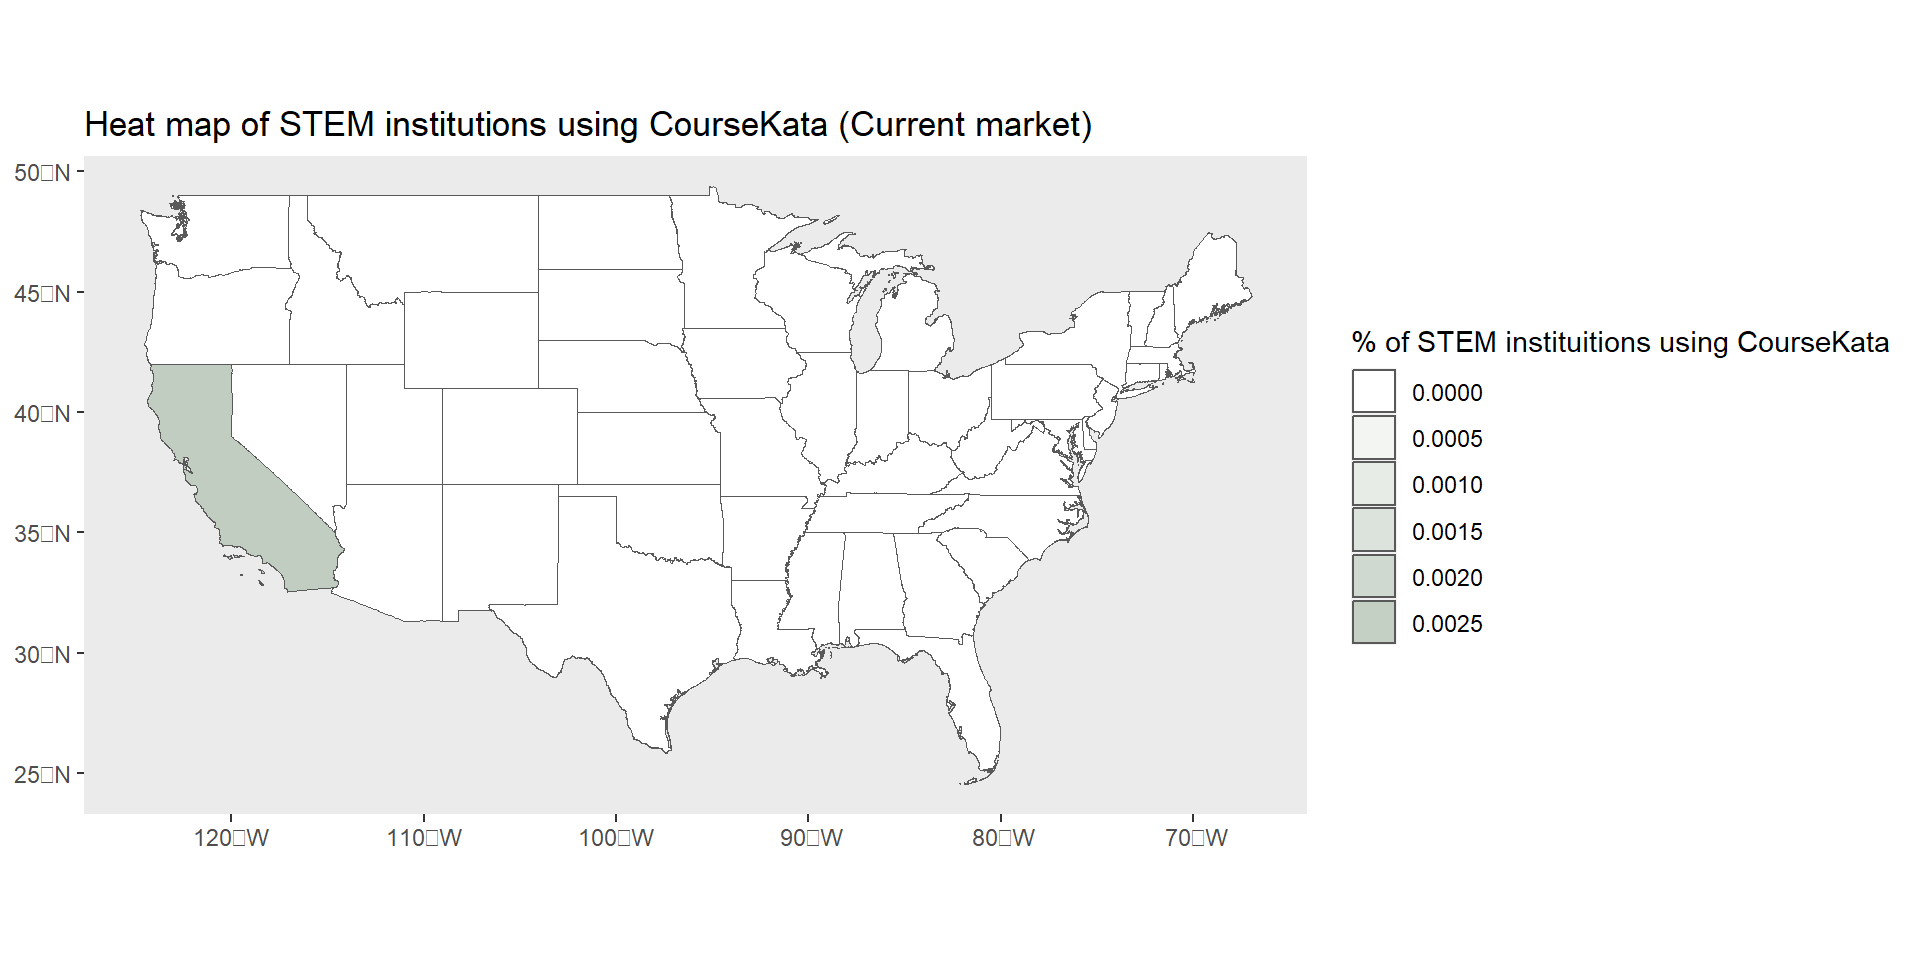 Heat map of STEM institutions using CourseKata (Current market)
50□N
45□N
40□N
35□N
30□N
25□N
120□W
110□W
100□W
90□W
80□W
70□W
% of STEM instituitions using CourseKata
0.0000
0.0005
0.0010
0.0015
0.0020
0.0025